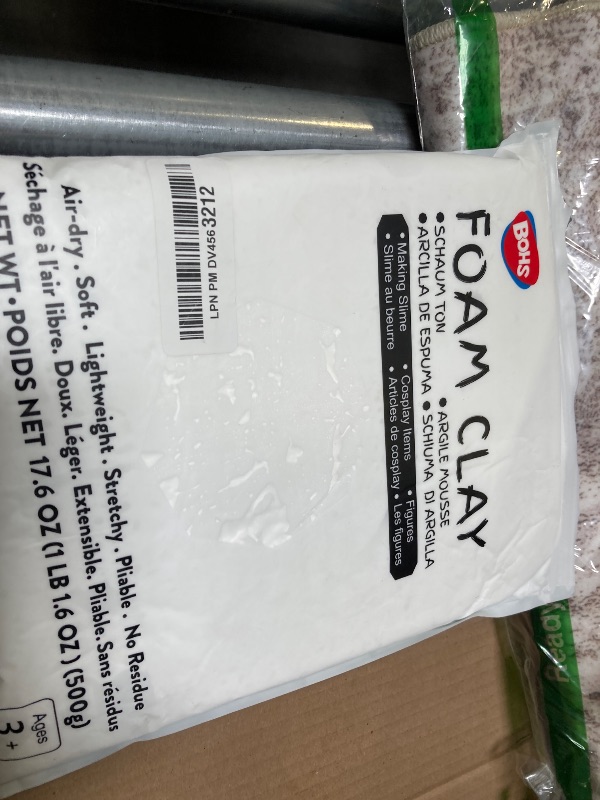 BOHS
FOAM CLAY
• SCHAUM TON • ARGILE MOUSSE
• ARCILLA DE ESPUMA • SCHIUMA DI ARGILLA
• Making Slime • Cosplay Items • Figures
• Slime au beurre • Articles de cosplay • Les figures
LPN PM DV4563212
Air-dry . Soft . Lightweight . Stretchy . Pliable . No Residue
Séchage à l'air libre. Doux. Léger. Extensible. Pliable. Sans résidus
NET WT • POIDS NET 17.6 OZ (1 LB 1.6 OZ) (500g)
Ages
3+